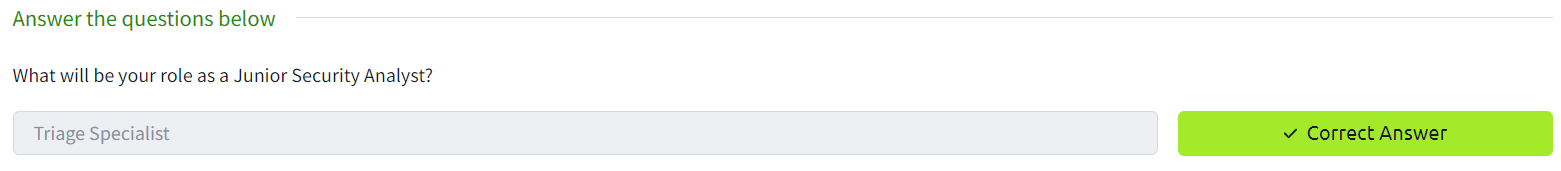 Answer the questions below
What will be your role as a Junior Security Analyst?
Triage Specialist
Correct Answer